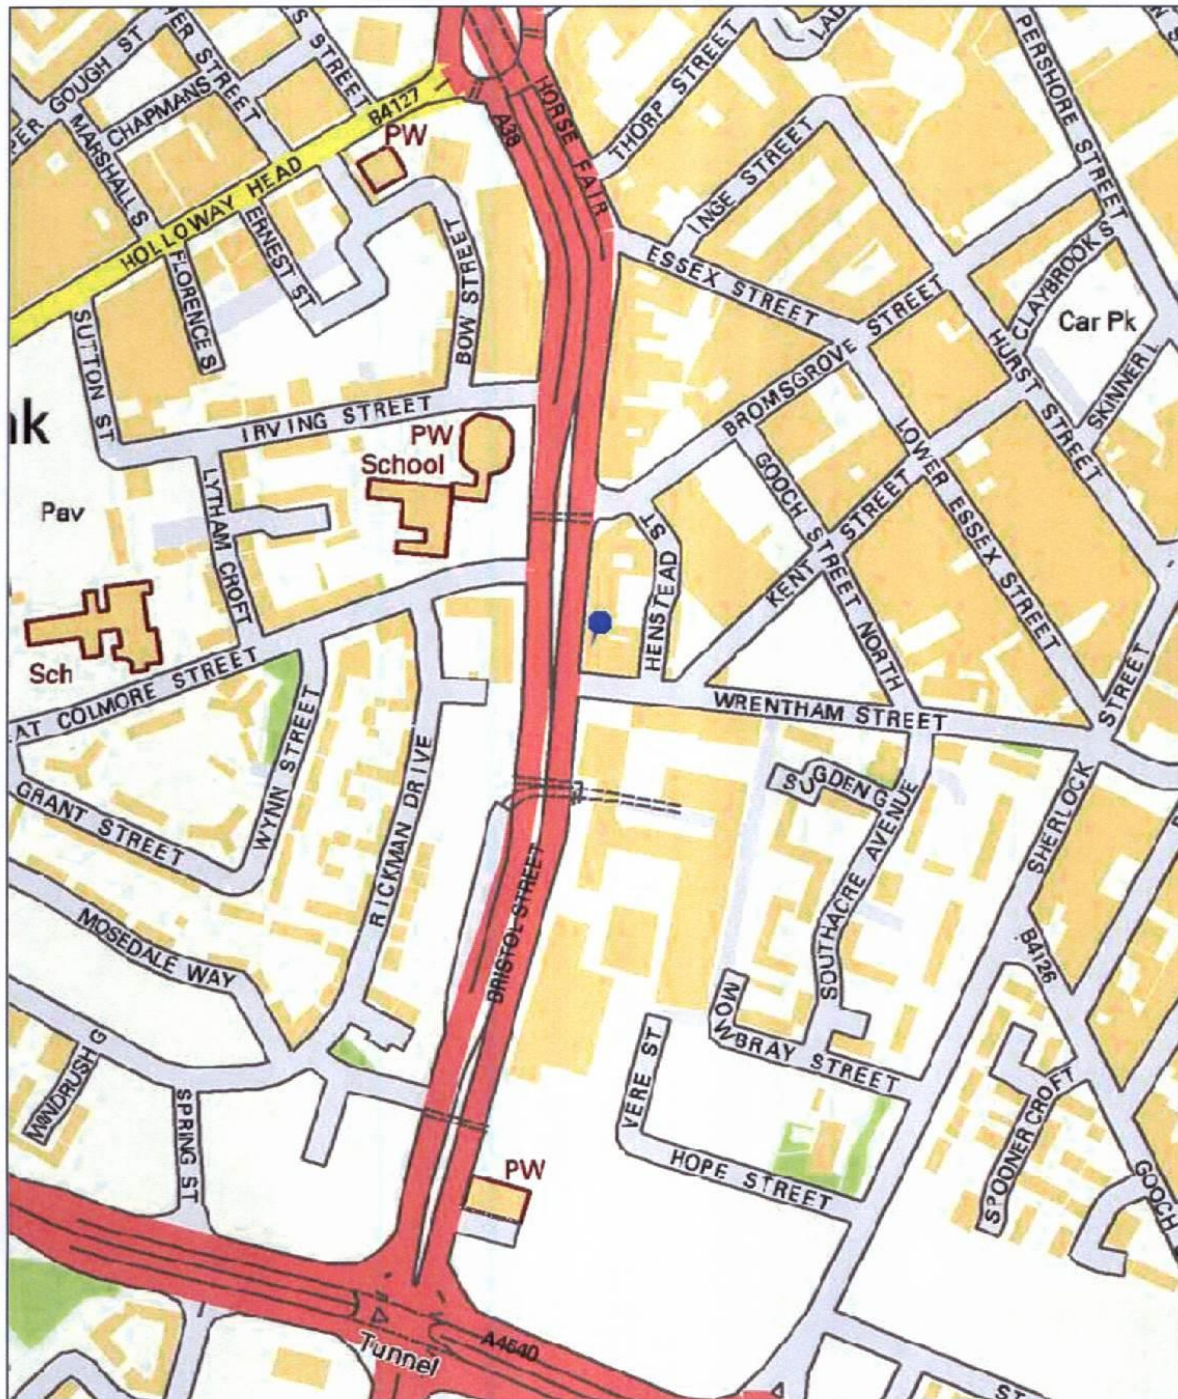 GOUGH ST
CHAPMANS
MARSHALL S
STREET
B4127
PW
HOLLOWAY HEAD
A38
HORSE FAIR
THORP STREET
PERSHORE STREET
ERNEST ST
FLORENCE S
BOW STREET
INGE STREET
ESSEX STREET
CLAYBROOK S
Car Pk
SUTTON ST
BROMSGROVE STREET
HURST STREET
SKINNER L
IRVING STREET
PW
School
LYTHAM CROFT
Pav
GOOCH STREET NORTH
LOWER ESSEX STREET
KENT STREET
HENSTEAD ST
Sch
AT COLMORE STREET
WRENTHAM STREET
STREET
GRANT STREET
WYNN STREET
RICKMAN DRIVE
SUGDEN G
SOUTHACRE AVENUE
SHERLOCK
MOSEDALE WAY
BRISTOL STREET
B4126
MOWBRAY STREET
VERE ST
WINDRUSH G
SPRING ST
HOPE STREET
SPOONER CROFT
GOOCH
PW
Tunnel
A4540
ST